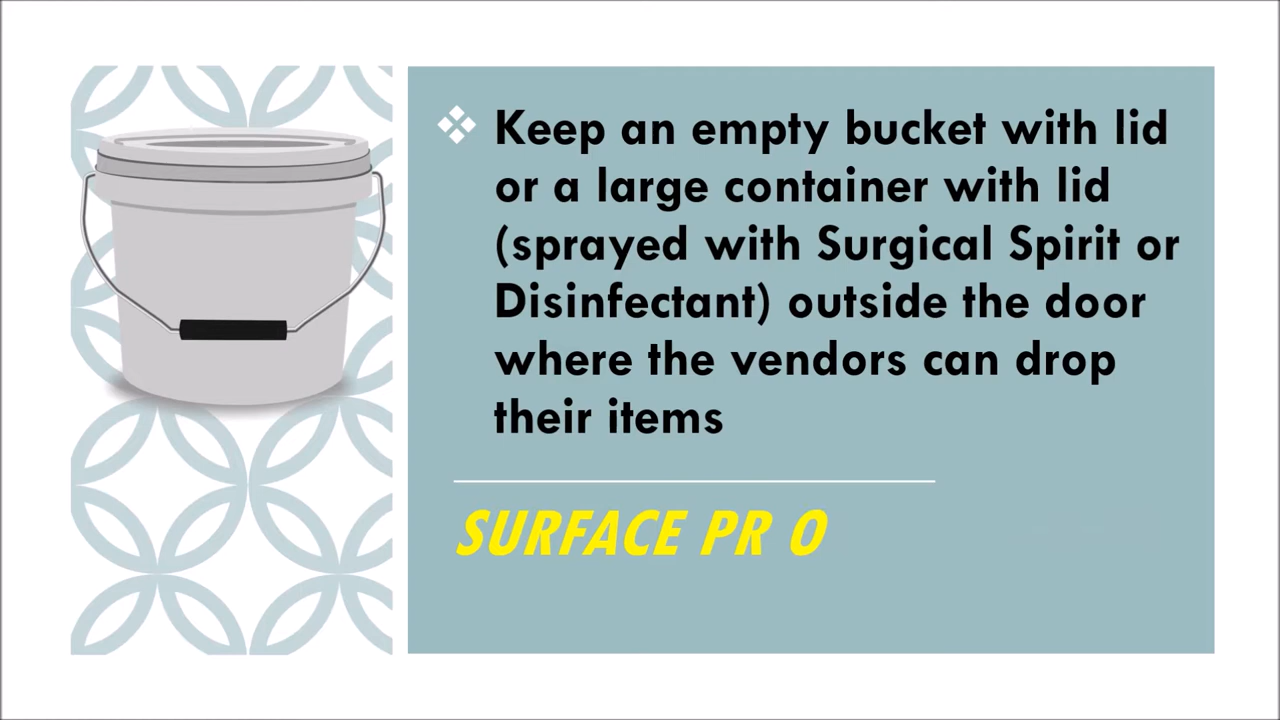 Keep an empty bucket with lid
or a large container with lid
(sprayed with Surgical Spirit or
Disinfectant) outside the door
where the vendors can drop
their items
SURFACE PR O